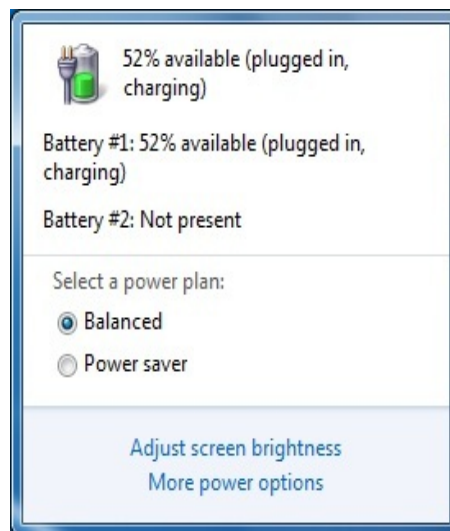 52% available (plugged in,
charging)
Battery #1: 52% available (plugged in,
charging)
Battery #2: Not present
Select a power plan:
Balanced
Power saver
Adjust screen brightness
More power options